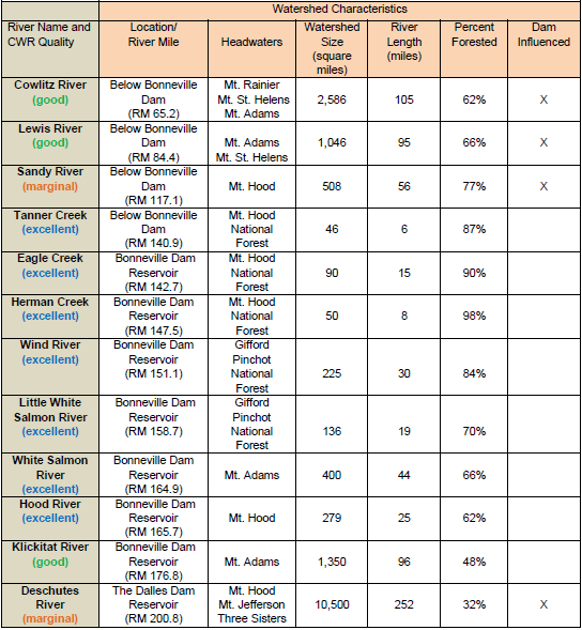 Watershed Characteristics
River Name and CWR Quality
Location/ River Mile
Headwaters
Watershed Size (square miles)
River Length (miles)
Percent Forested
Dam Influenced
Cowlitz River (good)
Below Bonneville Dam (RM 65.2)
Mt. Rainier Mt. St. Helens Mt. Adams
2,586
105
62%
X
Lewis River (good)
Below Bonneville Dam (RM 84.4)
Mt. Adams Mt. St. Helens
1,046
95
66%
X
Sandy River (marginal)
Below Bonneville Dam (RM 117.1)
Mt. Hood
508
56
77%
X
Tanner Creek (excellent)
Below Bonneville Dam (RM 140.9)
Mt. Hood National Forest
46
6
87%
Eagle Creek (excellent)
Bonneville Dam Reservoir (RM 142.7)
Mt. Hood National Forest
90
15
90%
Herman Creek (excellent)
Bonneville Dam Reservoir (RM 147.5)
Mt. Hood National Forest
50
8
98%
Wind River (excellent)
Bonneville Dam Reservoir (RM 151.1)
Gifford Pinchot National Forest
225
30
84%
Little White Salmon River (excellent)
Bonneville Dam Reservoir (RM 158.7)
Gifford Pinchot National Forest
136
19
70%
White Salmon River (excellent)
Bonneville Dam Reservoir (RM 164.9)
Mt. Adams
400
44
66%
Hood River (excellent)
Bonneville Dam Reservoir (RM 165.7)
Mt. Hood
279
25
62%
Klickitat River (good)
Bonneville Dam Reservoir (RM 176.8)
Mt. Adams
1,350
96
48%
Deschutes River (marginal)
The Dalles Dam Reservoir (RM 200.8)
Mt. Hood Mt. Jefferson Three Sisters
10,500
252
32%
X